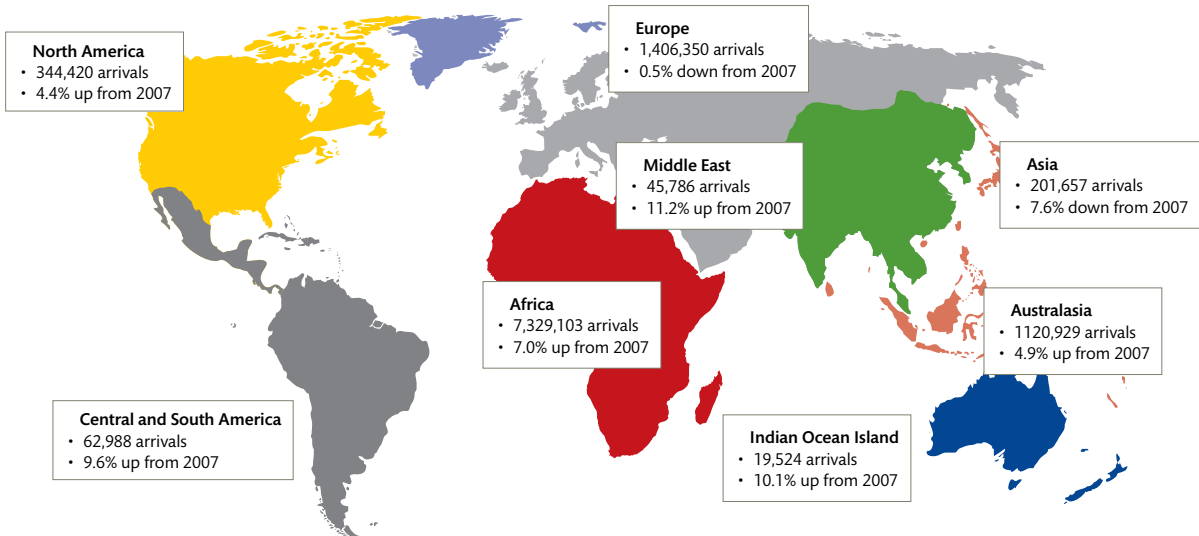 North America
• 344,420 arrivals
• 4.4% up from 2007
Europe
• 1,406,350 arrivals
• 0.5% down from 2007
Middle East
• 45,786 arrivals
• 11.2% up from 2007
Asia
• 201,657 arrivals
• 7.6% down from 2007
Africa
• 7,329,103 arrivals
• 7.0% up from 2007
Australasia
• 1120,929 arrivals
• 4.9% up from 2007
Central and South America
• 62,988 arrivals
• 9.6% up from 2007
Indian Ocean Island
• 19,524 arrivals
• 10.1% up from 2007